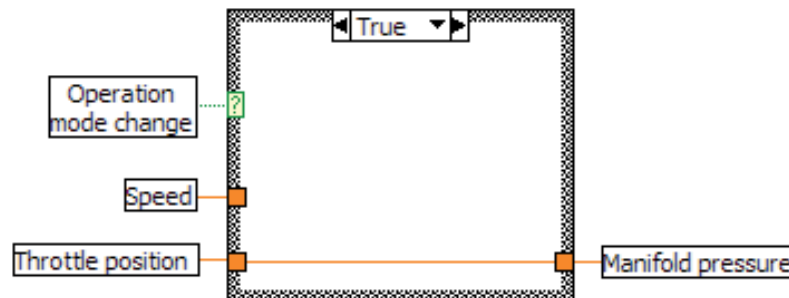 True
Operation
mode change
?
Speed
Throttle position
Manifold pressure